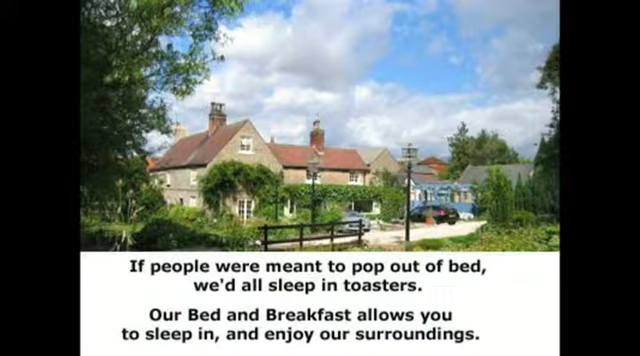 If people were meant to pop out of bed,
we'd all sleep in toasters.
Our Bed and Breakfast allows you
to sleep in, and enjoy our surroundings.